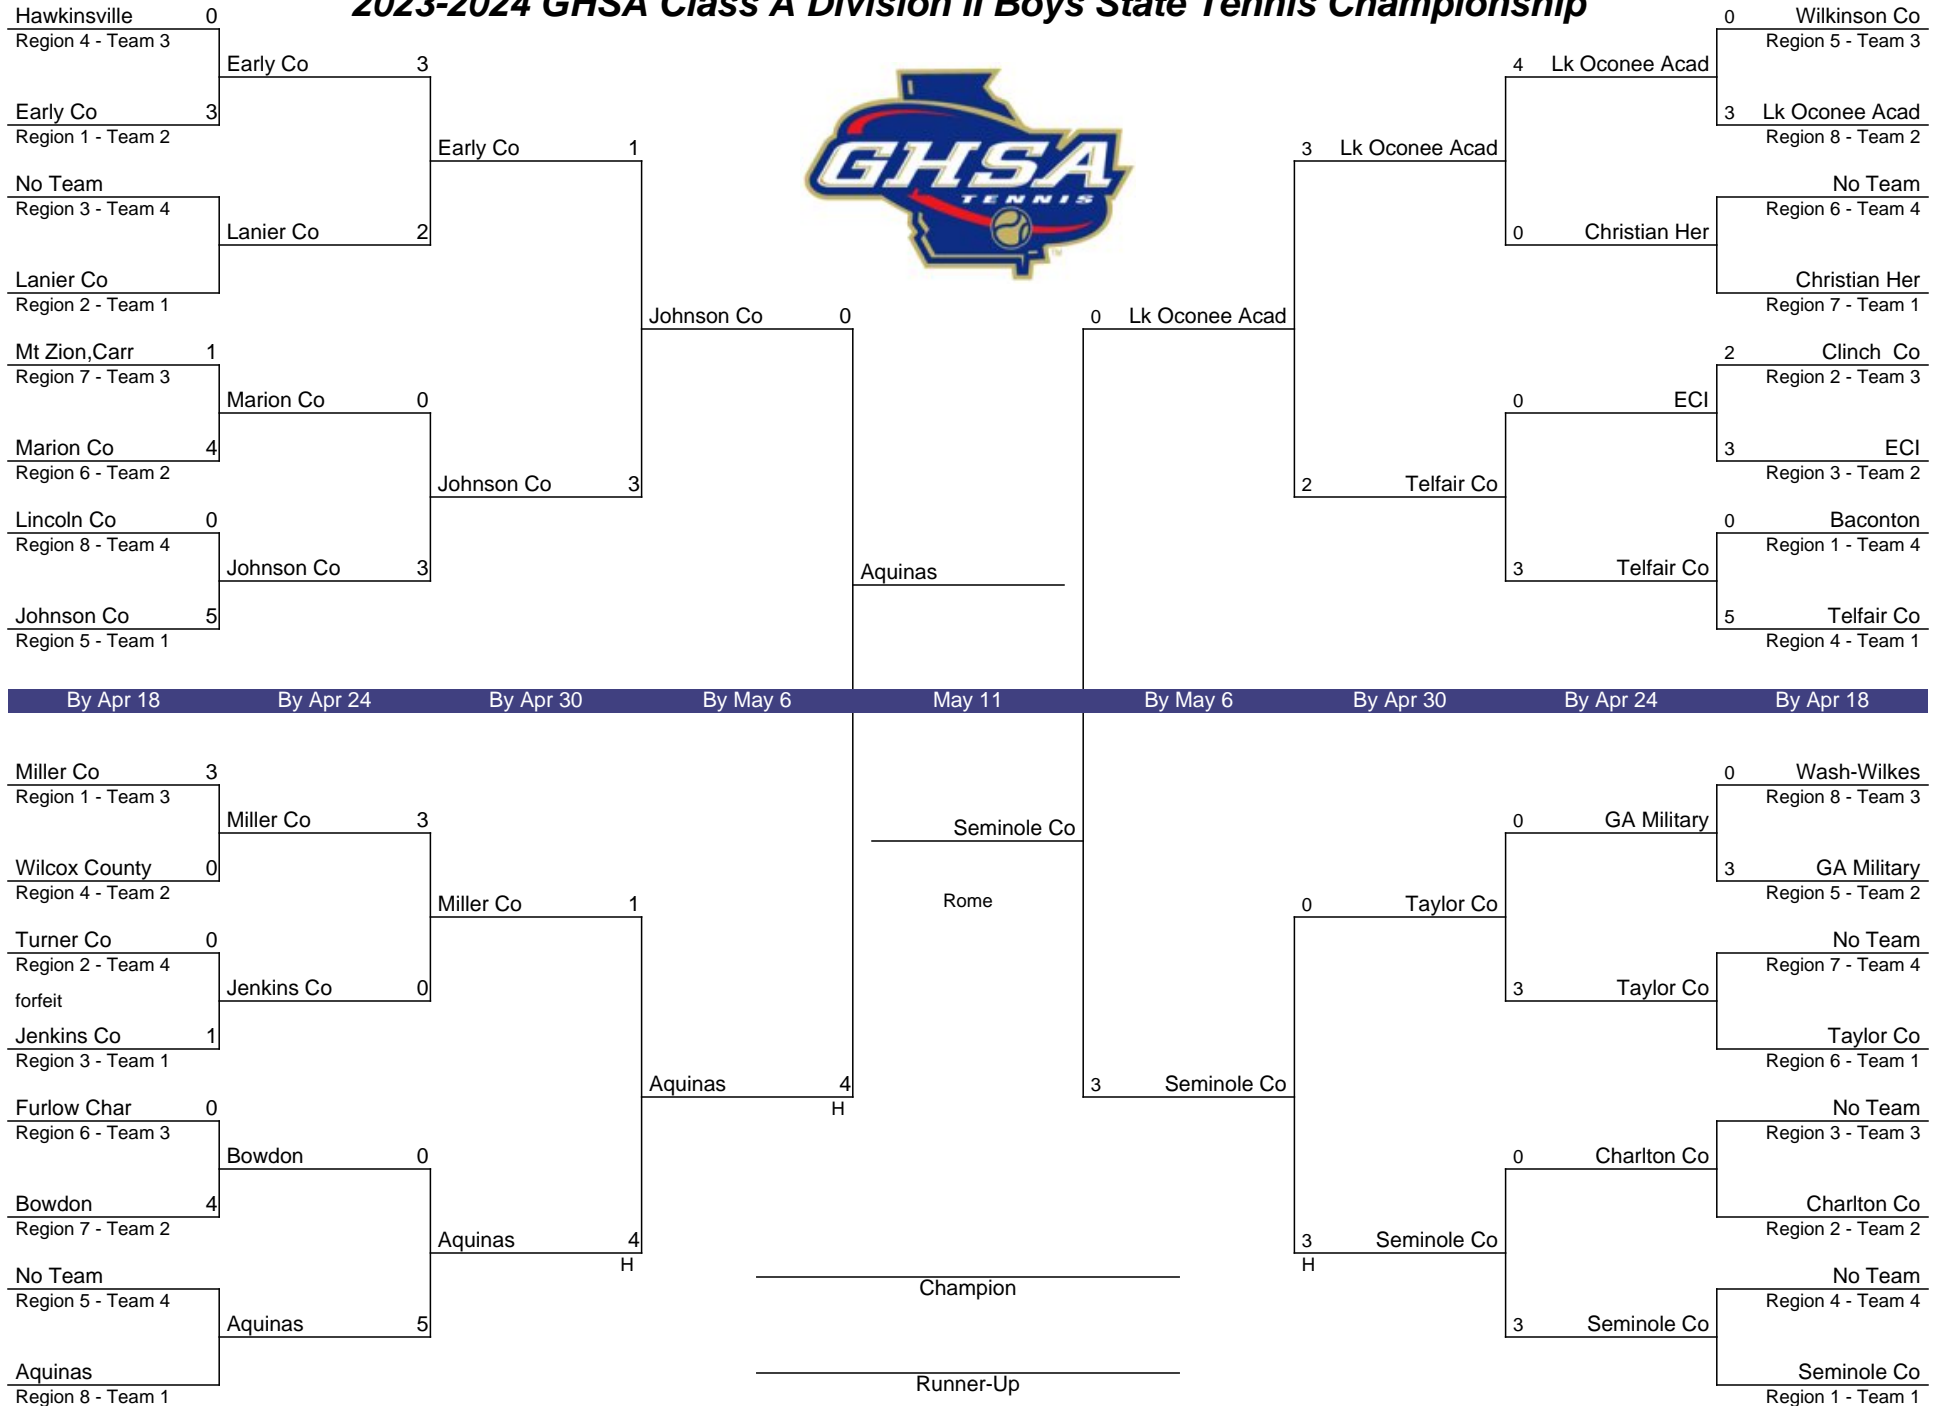 2023-2024 GHSA Class A Division II Boys State Tennis Championship
Hawkinsville 0
Region 4 - Team 3
Early Co 3
Region 1 - Team 2
No Team
Region 3 - Team 4
Lanier Co
Region 2 - Team 1
Mt Zion,Carr 1
Region 7 - Team 3
Marion Co 4
Region 6 - Team 2
Lincoln Co 0
Region 8 - Team 4
Johnson Co 5
Region 5 - Team 1
Early Co 3
Lanier Co 2
Marion Co 0
Johnson Co 3
Early Co 1
Johnson Co 3
Johnson Co 0
Aquinas
GHSA
TENNIS
TM
0 Lk Oconee Acad
3 Lk Oconee Acad
2 Telfair Co
4 Lk Oconee Acad
0 Christian Her
0 ECI
3 Telfair Co
0 Wilkinson Co
Region 5 - Team 3
3 Lk Oconee Acad
Region 8 - Team 2
No Team
Region 6 - Team 4
Christian Her
Region 7 - Team 1
2 Clinch Co
Region 2 - Team 3
3 ECI
Region 3 - Team 2
0 Baconton
Region 1 - Team 4
5 Telfair Co
Region 4 - Team 1
By Apr 18 By Apr 24 By Apr 30 By May 6 May 11 By May 6 By Apr 30 By Apr 24 By Apr 18
Miller Co 3
Region 1 - Team 3
Wilcox County 0
Region 4 - Team 2
Turner Co 0
Region 2 - Team 4
forfeit
Jenkins Co 1
Region 3 - Team 1
Furlow Char 0
Region 6 - Team 3
Bowdon 4
Region 7 - Team 2
No Team
Region 5 - Team 4
Aquinas
Region 8 - Team 1
Miller Co 3
Jenkins Co 0
Bowdon 0
Aquinas 5
Miller Co 1
Aquinas 4
H
Aquinas 4
H
Seminole Co
Rome
Champion
Runner-Up
3 Seminole Co
0 Taylor Co
3 Seminole Co
H
0 GA Military
3 Taylor Co
0 Charlton Co
3 Seminole Co
0 Wash-Wilkes
Region 8 - Team 3
3 GA Military
Region 5 - Team 2
No Team
Region 7 - Team 4
Taylor Co
Region 6 - Team 1
No Team
Region 3 - Team 3
Charlton Co
Region 2 - Team 2
No Team
Region 4 - Team 4
Seminole Co
Region 1 - Team 1